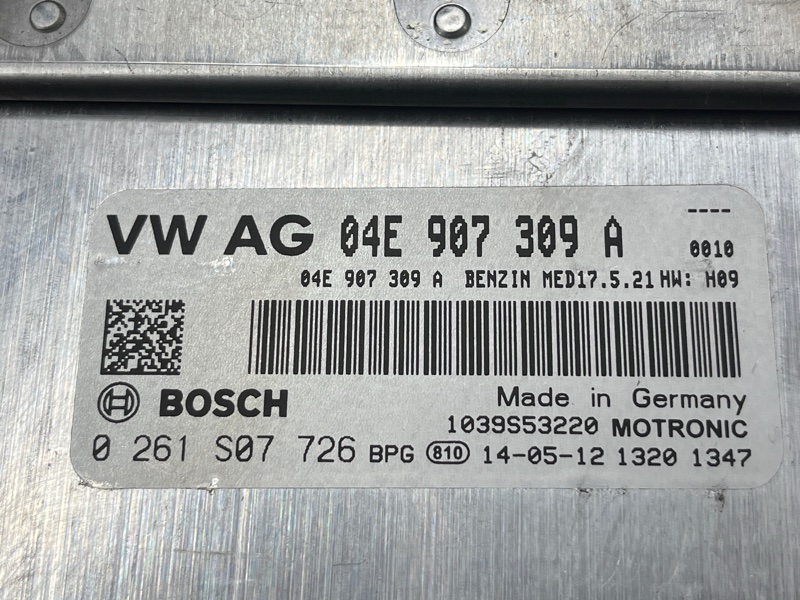 ----
VW AG 04E 907 309 A 0010
04E 907 309 A BENZIN MED17.5.21 HW: H09
BOSCH Made in Germany
1039S53220 MOTRONIC
0 261 S07 726 BPG 810 14-05-12 1320 1347